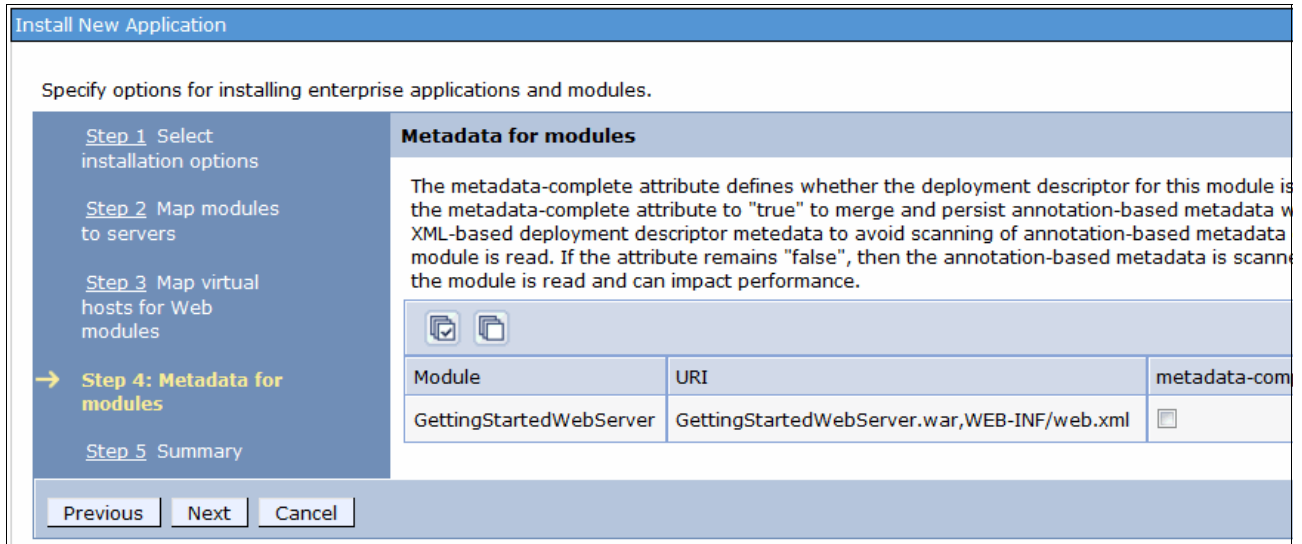 Install New Application
Specify options for installing enterprise applications and modules.
Step 1 Select
installation options
Step 2 Map modules
to servers
Step 3 Map virtual
hosts for Web
modules
Step 4: Metadata for
modules
Step 5 Summary
Metadata for modules
The metadata-complete attribute defines whether the deployment descriptor for this module is
the metadata-complete attribute to "true" to merge and persist annotation-based metadata
XML-based deployment descriptor metedata to avoid scanning of annotation-based metadata
module is read. If the attribute remains "false", then the annotation-based metadata is
the module is read and can impact performance.
Module URI
GettingStartedWebServer GettingStartedWebServer.war,WEB-INF/web.xml
Previous Next Cancel